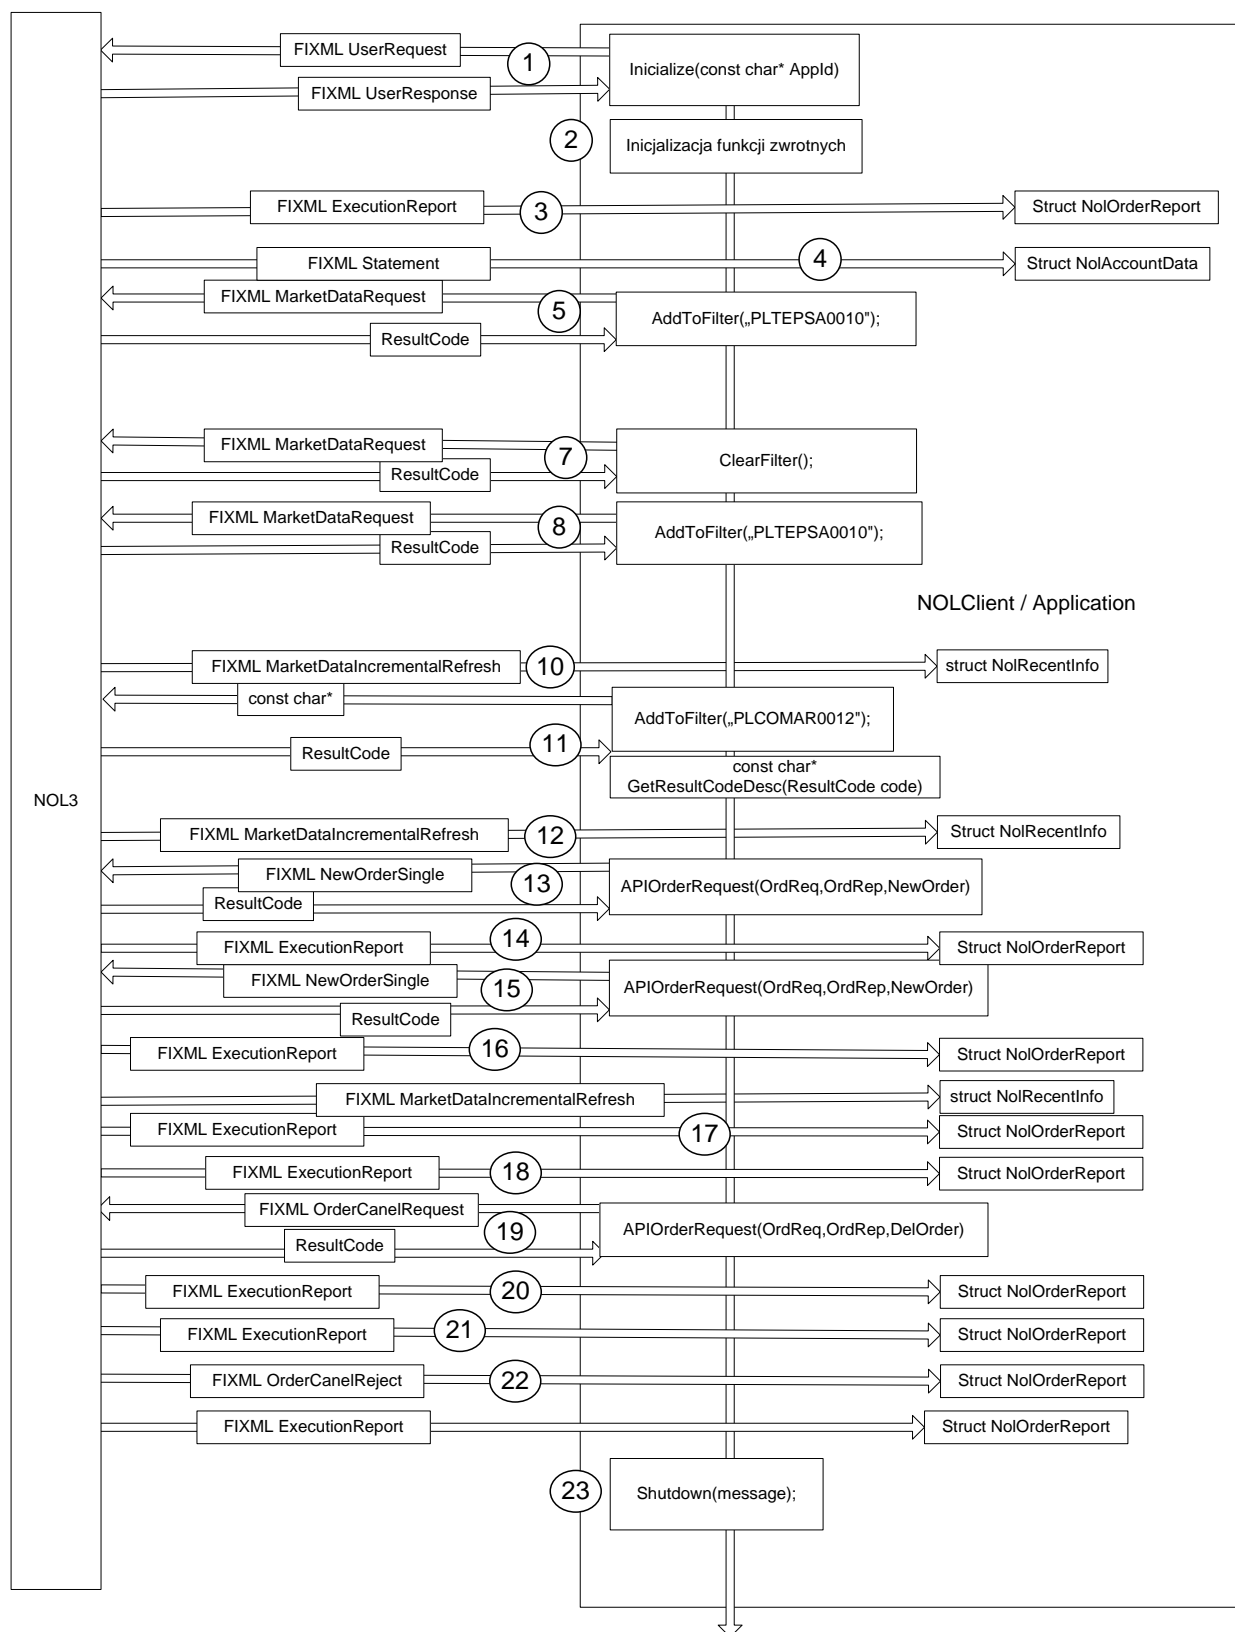 FIXML UserRequest
1
Inicialize(const char* AppId)
FIXML UserResponse
2
Inicjalizacja funkcji zwrotnych
FIXML ExecutionReport
3
Struct NolOrderReport
FIXML Statement
4
Struct NolAccountData
FIXML MarketDataRequest
5
AddToFilter(„PLTEPSA0010”);
ResultCode
FIXML MarketDataRequest
7
ClearFilter();
ResultCode
FIXML MarketDataRequest
8
AddToFilter(„PLTEPSA0010”);
ResultCode
NOLClient / Application
FIXML MarketDataIncrementalRefresh
10
struct NolRecentInfo
const char*
AddToFilter(„PLCOMAR0012”);
11
ResultCode
const char*
GetResultCodeDesc(ResultCode code)
NOL3
FIXML MarketDataIncrementalRefresh
12
Struct NolRecentInfo
FIXML NewOrderSingle
13
APIOrderRequest(OrdReq,OrdRep,NewOrder)
ResultCode
FIXML ExecutionReport
14
Struct NolOrderReport
FIXML NewOrderSingle
15
APIOrderRequest(OrdReq,OrdRep,NewOrder)
ResultCode
FIXML ExecutionReport
16
Struct NolOrderReport
FIXML MarketDataIncrementalRefresh
struct NolRecentInfo
FIXML ExecutionReport
17
Struct NolOrderReport
FIXML ExecutionReport
18
Struct NolOrderReport
FIXML OrderCanelRequest
19
APIOrderRequest(OrdReq,OrdRep,DelOrder)
ResultCode
FIXML ExecutionReport
20
Struct NolOrderReport
FIXML ExecutionReport
21
Struct NolOrderReport
FIXML OrderCanelReject
22
Struct NolOrderReport
FIXML ExecutionReport
Struct NolOrderReport
23
Shutdown(message);